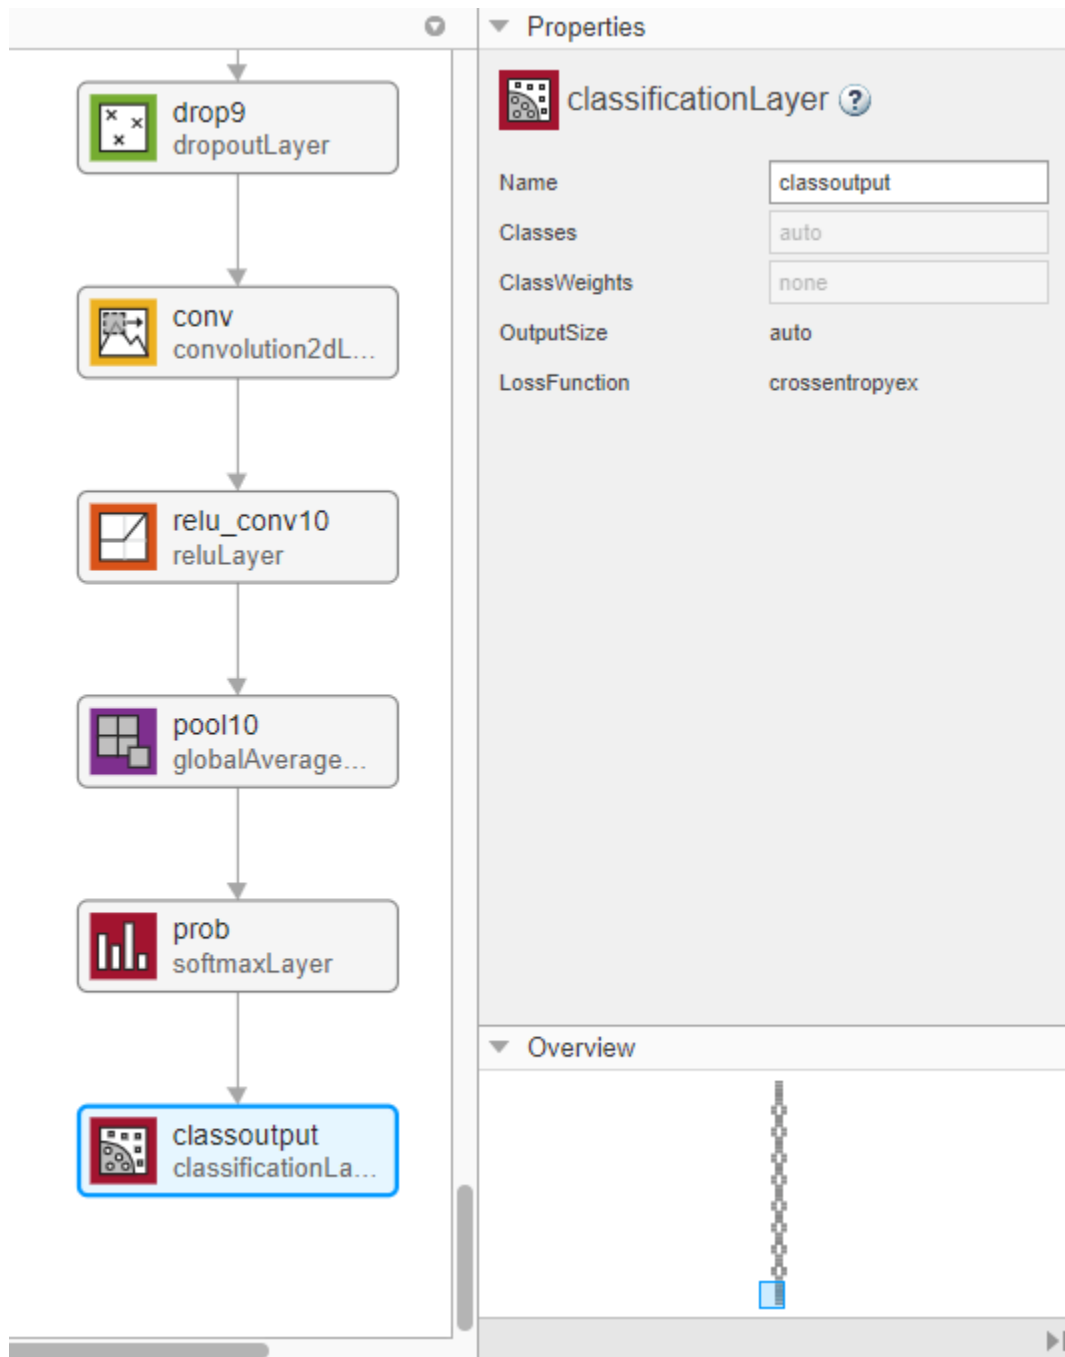 drop9
dropoutLayer
conv
convolution2dL...
relu_conv10
reluLayer
pool10
globalAverage...
prob
softmaxLayer
classoutput
classificationLa...
Properties
classificationLayer ?
Name classoutput
Classes auto
ClassWeights none
OutputSize auto
LossFunction crossentropyex
Overview